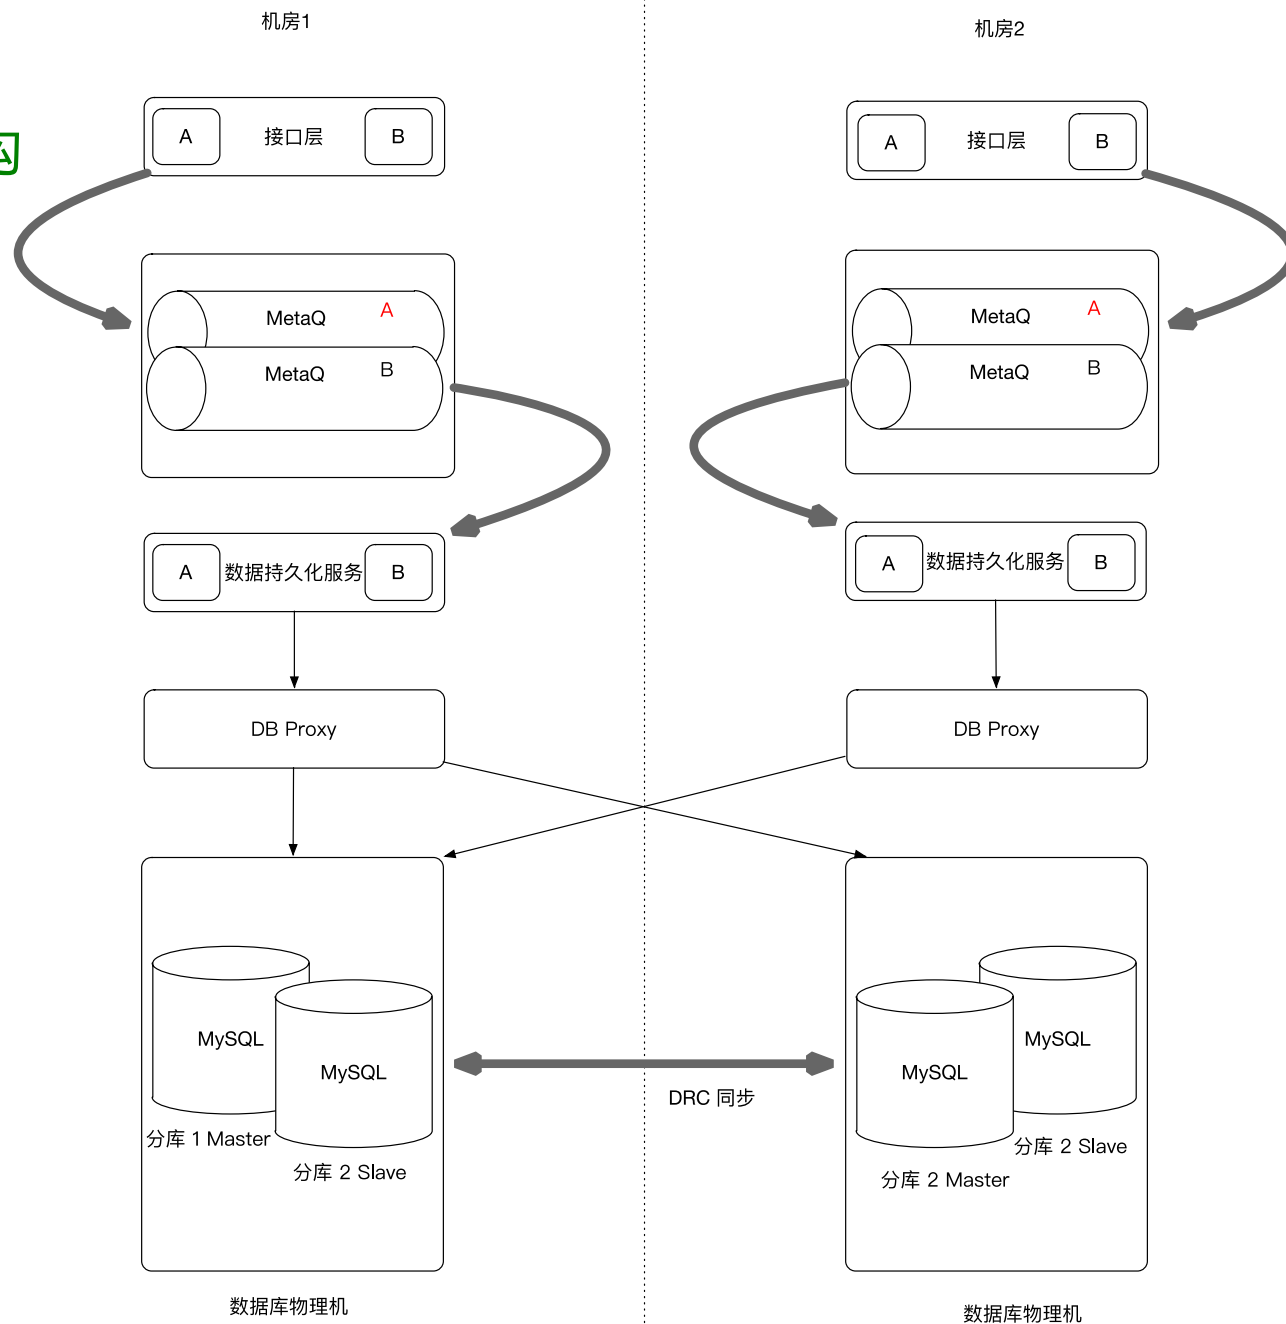 机房1
机房2
A 接口层 B
A 接口层 B
MetaQ A
MetaQ B
MetaQ A
MetaQ B
A 数据持久化服务 B
A 数据持久化服务 B
DB Proxy
DB Proxy
MySQL
MySQL
分库 1 Master
分库 2 Slave
DRC 同步
MySQL
MySQL
分库 2 Slave
分库 2 Master
数据库物理机
数据库物理机